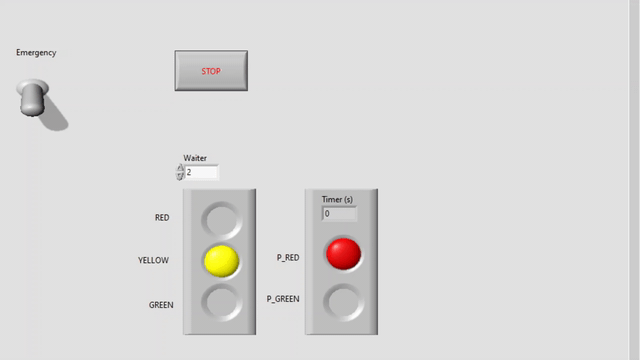 Emergency
STOP
Waiter
2
Timer (s)
0
RED
YELLOW
P_RED
GREEN
P_GREEN